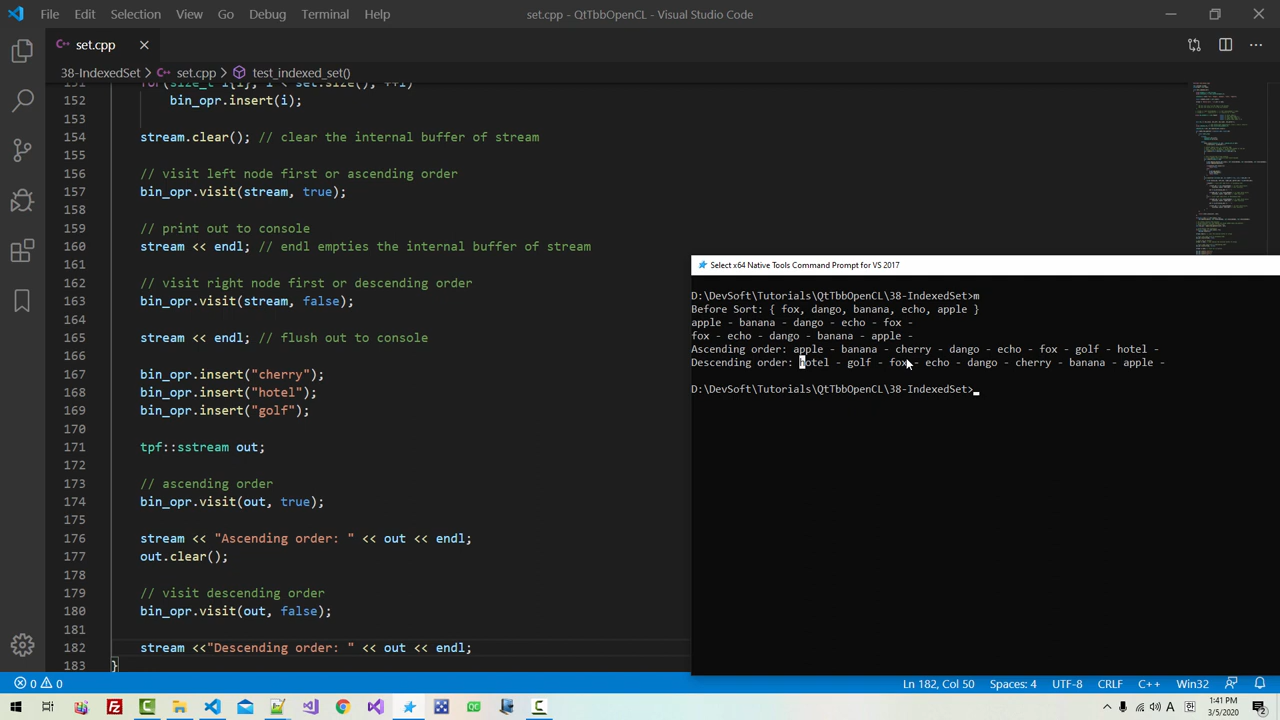 File Edit Selection View Go Debug Terminal Help
set.cpp - QtTbbOpenCL - Visual Studio Code
set.cpp
38-IndexedSet > set.cpp > test_indexed_set()
151 for(size_t i{}; i < set.size(); ++i)
152 bin_opr.insert(i);
153
154 stream.clear(); // clear the internal buffer of stream
155
156 // visit left node first or ascending order
157 bin_opr.visit(stream, true);
158
159 // print out to console
160 stream << endl; // endl empties the internal buffer of stream
161
162 // visit right node first or descending order
163 bin_opr.visit(stream, false);
164
165 stream << endl; // flush out to console
166
167 bin_opr.insert("cherry");
168 bin_opr.insert("hotel");
169 bin_opr.insert("golf");
170
171 tpf::sstream out;
172
173 // ascending order
174 bin_opr.visit(out, true);
175
176 stream << "Ascending order: " << out << endl;
177 out.clear();
178
179 // visit descending order
180 bin_opr.visit(out, false);
181
182 stream <<"Descending order: " << out << endl;
183 }
Select x64 Native Tools Command Prompt for VS 2017
D:\DevSoft\Tutorials\QtTbbOpenCL\38-IndexedSet>m
Before Sort: { fox, dango, banana, echo, apple }
apple - banana - dango - echo - fox -
fox - echo - dango - banana - apple -
Ascending order: apple - banana - cherry - dango - echo - fox - golf - hotel -
Descending order: hotel - golf - fox - echo - dango - cherry - banana - apple -
D:\DevSoft\Tutorials\QtTbbOpenCL\38-IndexedSet>
0 0
Ln 182, Col 50 Spaces: 4 UTF-8 CRLF C++ Win32
1:41 PM
3/5/2020